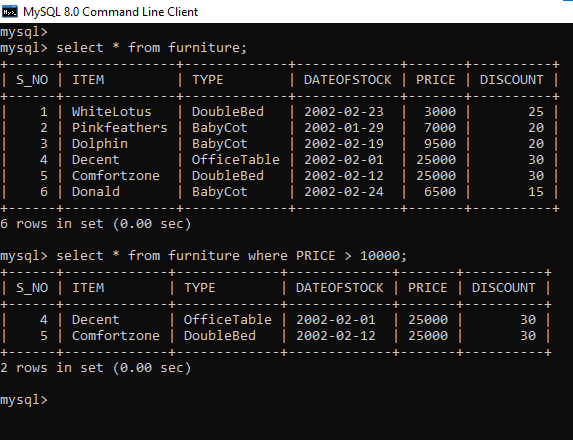 MySQL 8.0 Command Line Client
mysql>
mysql> select * from furniture;
+------+--------------+-------------+-------------+-------+----------+
| S_NO | ITEM         | TYPE        | DATEOFSTOCK | PRICE | DISCOUNT |
+------+--------------+-------------+-------------+-------+----------+
|    1 | WhiteLotus   | DoubleBed   | 2002-02-23  |  3000 |       25 |
|    2 | Pinkfeathers | BabyCot     | 2002-01-29  |  7000 |       20 |
|    3 | Dolphin      | BabyCot     | 2002-02-19  |  9500 |       20 |
|    4 | Decent       | OfficeTable | 2002-02-01  | 25000 |       30 |
|    5 | Comfortzone  | DoubleBed   | 2002-02-12  | 25000 |       30 |
|    6 | Donald       | BabyCot     | 2002-02-24  |  6500 |       15 |
+------+--------------+-------------+-------------+-------+----------+
6 rows in set (0.00 sec)
mysql> select * from furniture where PRICE > 10000;
+------+-------------+-------------+-------------+-------+----------+
| S_NO | ITEM        | TYPE        | DATEOFSTOCK | PRICE | DISCOUNT |
+------+-------------+-------------+-------------+-------+----------+
|    4 | Decent      | OfficeTable | 2002-02-01  | 25000 |       30 |
|    5 | Comfortzone | DoubleBed   | 2002-02-12  | 25000 |       30 |
+------+-------------+-------------+-------------+-------+----------+
2 rows in set (0.00 sec)
mysql>